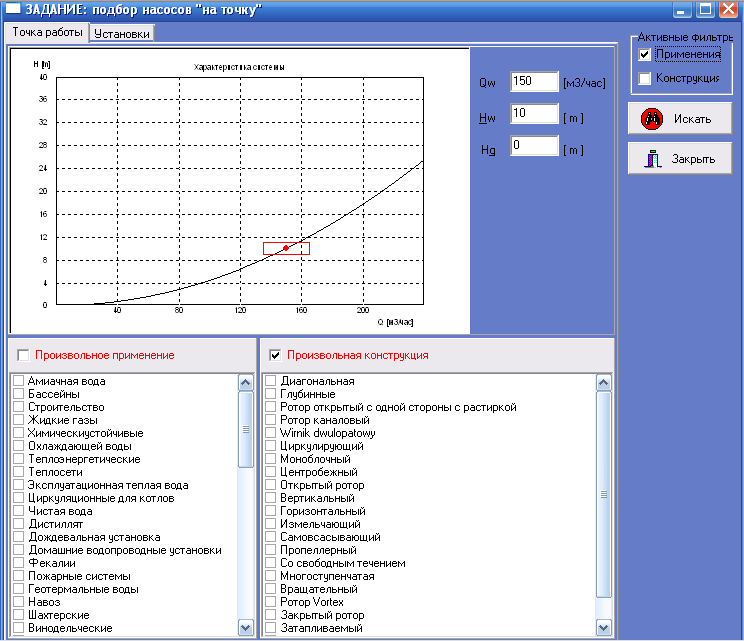 ЗАДАНИЕ: подбор насосов "на точку"
Точка работы
Установки
Активные фильтры
Применения
Конструкция
Искать
Закрыть
H [m]
Характеристика системы
40
36
32
28
24
20
16
12
8
4
0
40
80
120
160
200
Q [м3/час]
Qw 150 [м3/час]
Hw 10 [ m ]
Hg 0 [ m ]
Произвольное применение
Амиачная вода
Бассейны
Строительство
Жидкие газы
Химическиустойчивые
Охлаждающей воды
Теплоэнергетические
Теплосети
Эксплуатационная теплая вода
Циркуляционные для котлов
Чистая вода
Дистиллят
Дождевальная установка
Домашние водопроводные установки
Фекалии
Пожарные системы
Геотермальные воды
Навоз
Шахтерские
Винодельческие
Произвольная конструкция
Диагональная
Глубинные
Ротор открытый с одной стороны с растиркой
Ротор каналовый
Wirnik dwulopatowy
Циркулирующий
Моноблочный
Центробежный
Открытый ротор
Вертикальный
Горизонтальный
Измельчающий
Самовсасывающий
Пропеллерный
Со свободным течением
Многоступенчатая
Вращательный
Ротор Vortex
Закрытый ротор
Затапливаемый